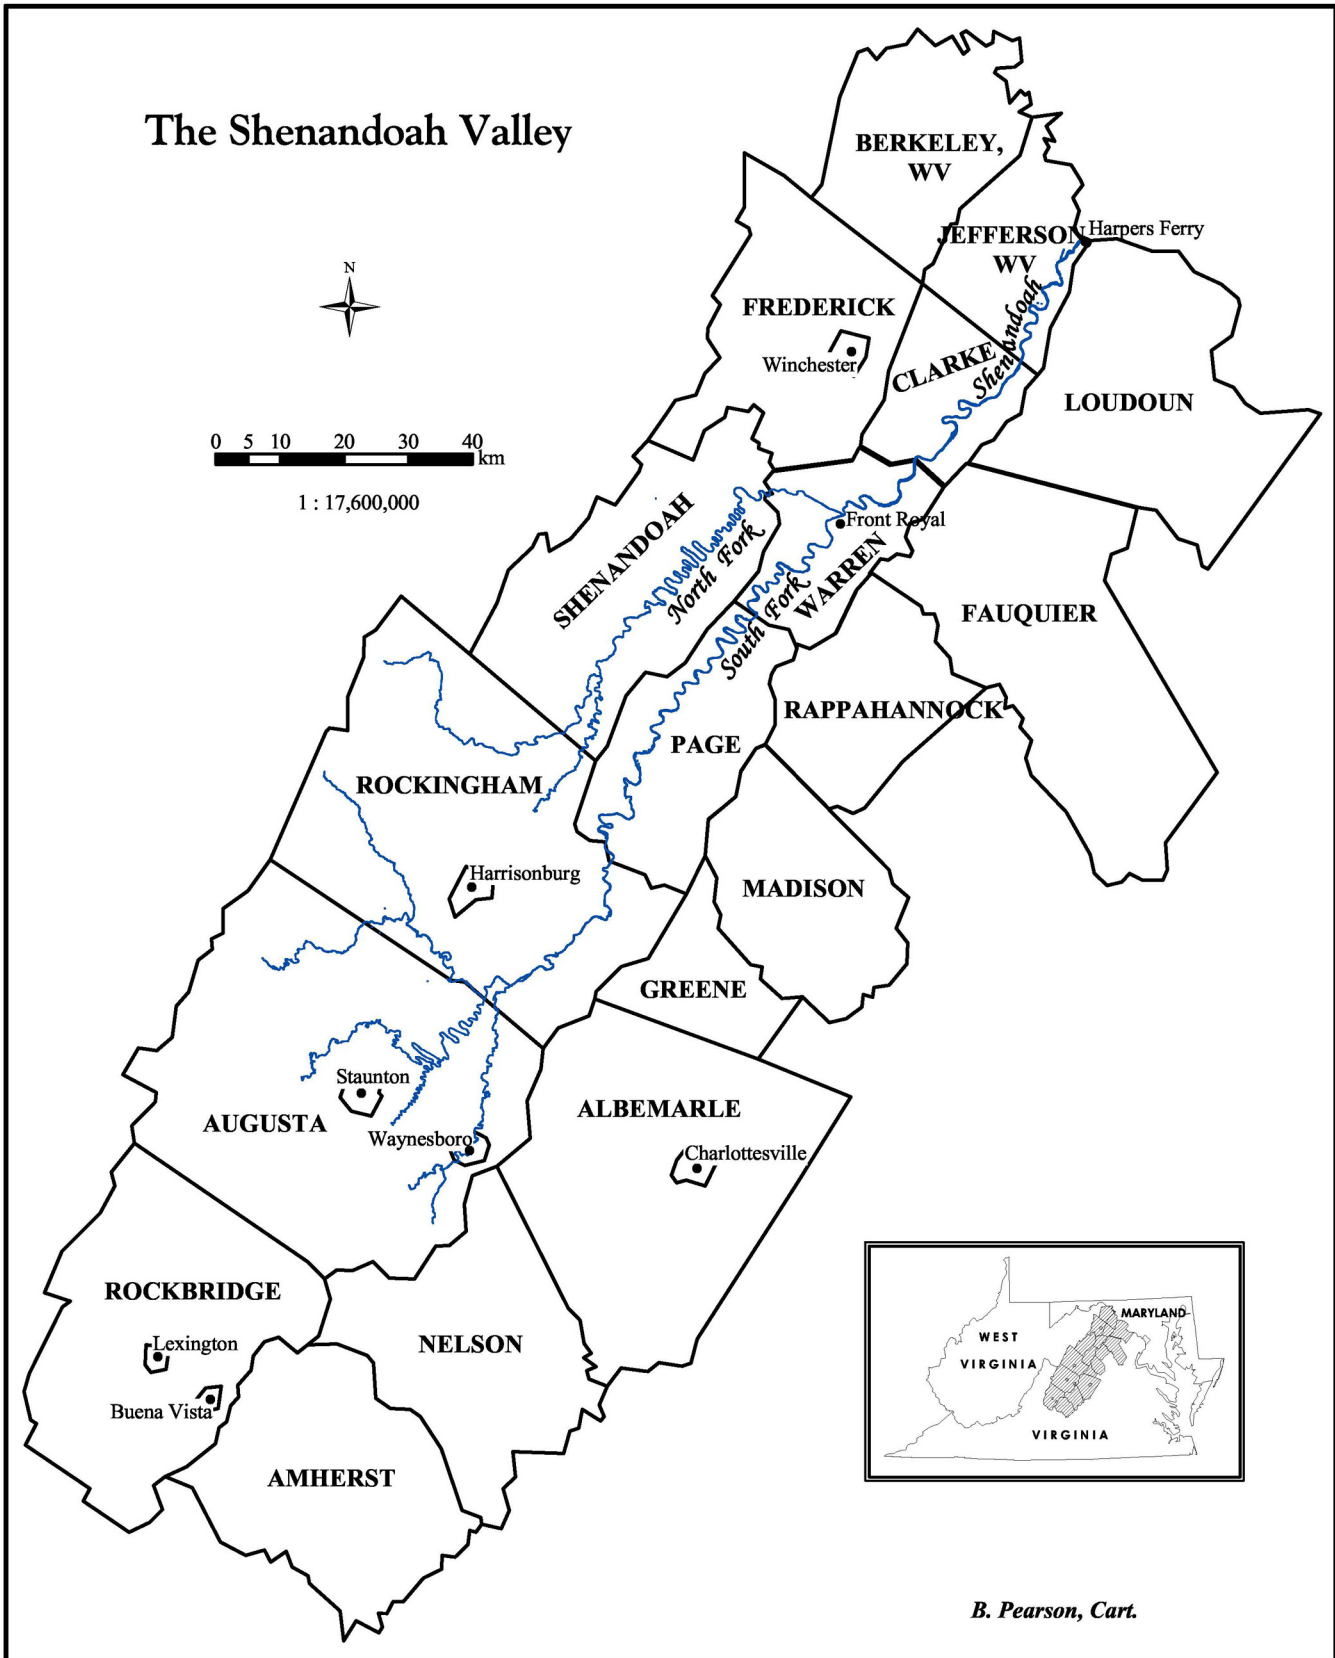 The Shenandoah Valley
BERKELEY,
WV
JEFFERSON
WV
Harpers Ferry
N
FREDERICK
Winchester
CLARKE
Shenandoah
LOUDOUN
0 5 10 20 30 40
km
1 : 17,600,000
SHENANDOAH
North Fork
Front Royal
WARREN
South Fork
FAUQUIER
RAPPAHANNOCK
PAGE
ROCKINGHAM
Harrisonburg
MADISON
GREENE
Staunton
AUGUSTA
Waynesboro
ALBEMARLE
Charlottesville
ROCKBRIDGE
Lexington
Buena Vista
NELSON
AMHERST
MARYLAND
WEST
VIRGINIA
VIRGINIA
B. Pearson, Cart.